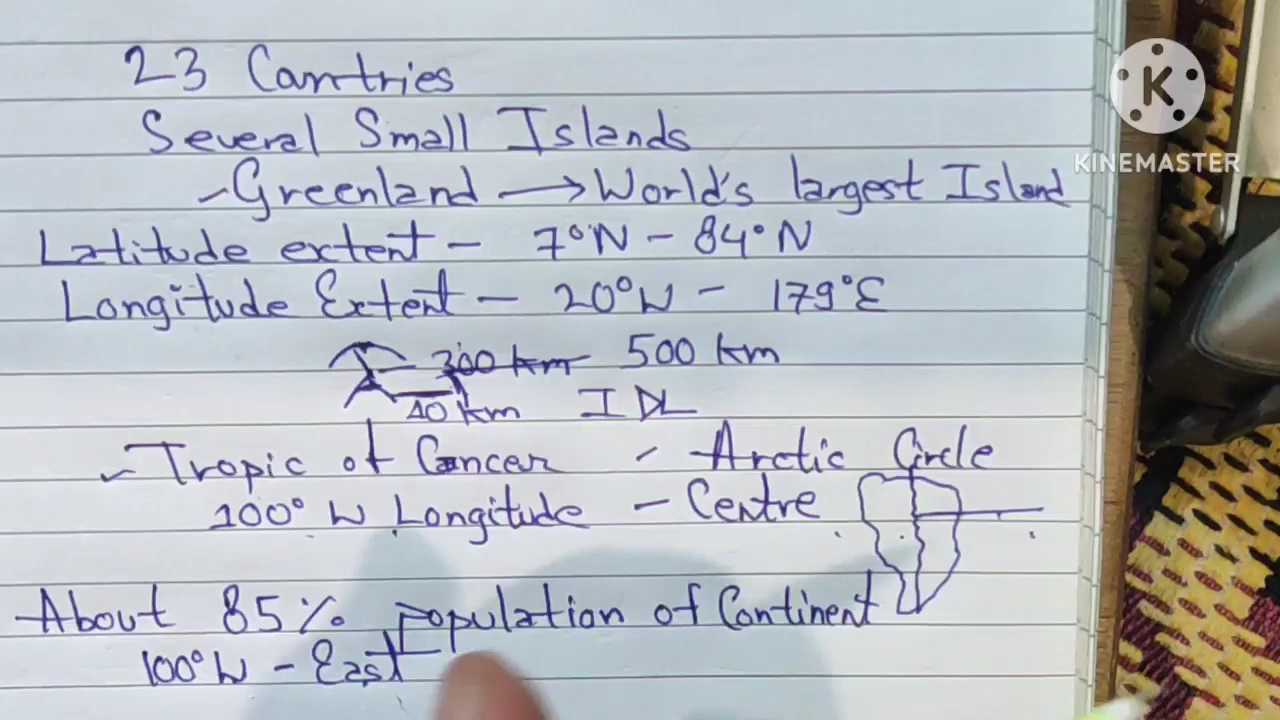 23 Cantries
Several Small Islands
Greenland → World's largest Island
Latitude extent - 7°N - 84°N
Longitude Extent - 20°W - 179°E
300 km 500 km
40 km IDL
Tropic of Cancer - Arctic Circle
100° W Longitude - Centre
About 85% population of Continent
100°W - East
K
KINEMASTER